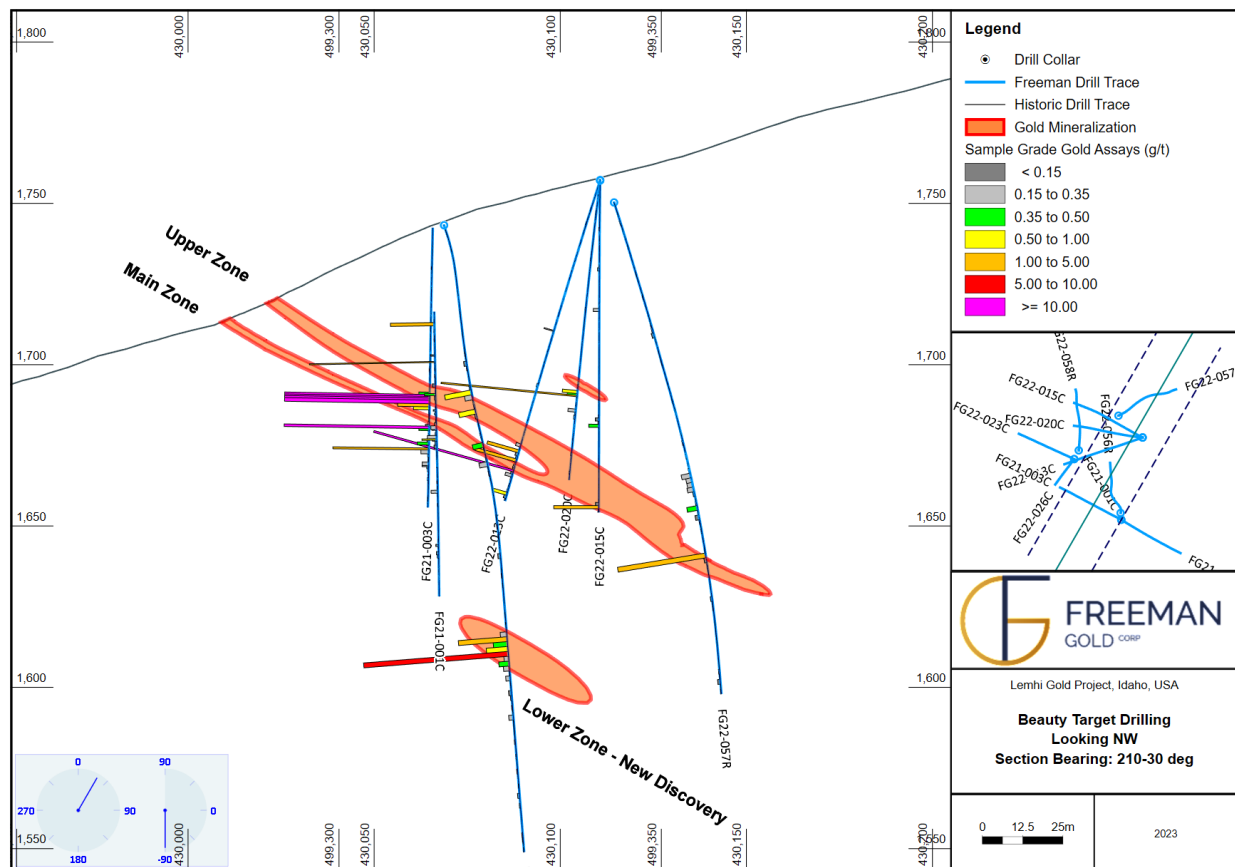 430,000
499,300
430,050
430,100
499,350
430,150
430,200
1,800
1,800
1,750
1,750
1,700
1,700
1,650
1,650
1,600
1,600
1,550
1,550
430,000
499,300
430,050
430,100
499,350
430,150
Upper Zone
Main Zone
FG21-003C
FG21-001C
FG22-013C
FG22-020C
FG22-015C
FG22-057R
Lower Zone - New Discovery
0
90
180
270
90
0
-90
Legend
Drill Collar
Freeman Drill Trace
Historic Drill Trace
Gold Mineralization
Sample Grade Gold Assays (g/t)
< 0.15
0.15 to 0.35
0.35 to 0.50
0.50 to 1.00
1.00 to 5.00
5.00 to 10.00
>= 10.00
FG22-058R
FG22-057
FG22-015C
FG22-020C
FG22-023C
FG22-056R
FG21-003C
FG21-001C
FG22-026C
FG21
FREEMAN
GOLD CORP
Lemhi Gold Project, Idaho, USA
Beauty Target Drilling
Looking NW
Section Bearing: 210-30 deg
0 12.5 25m
2023